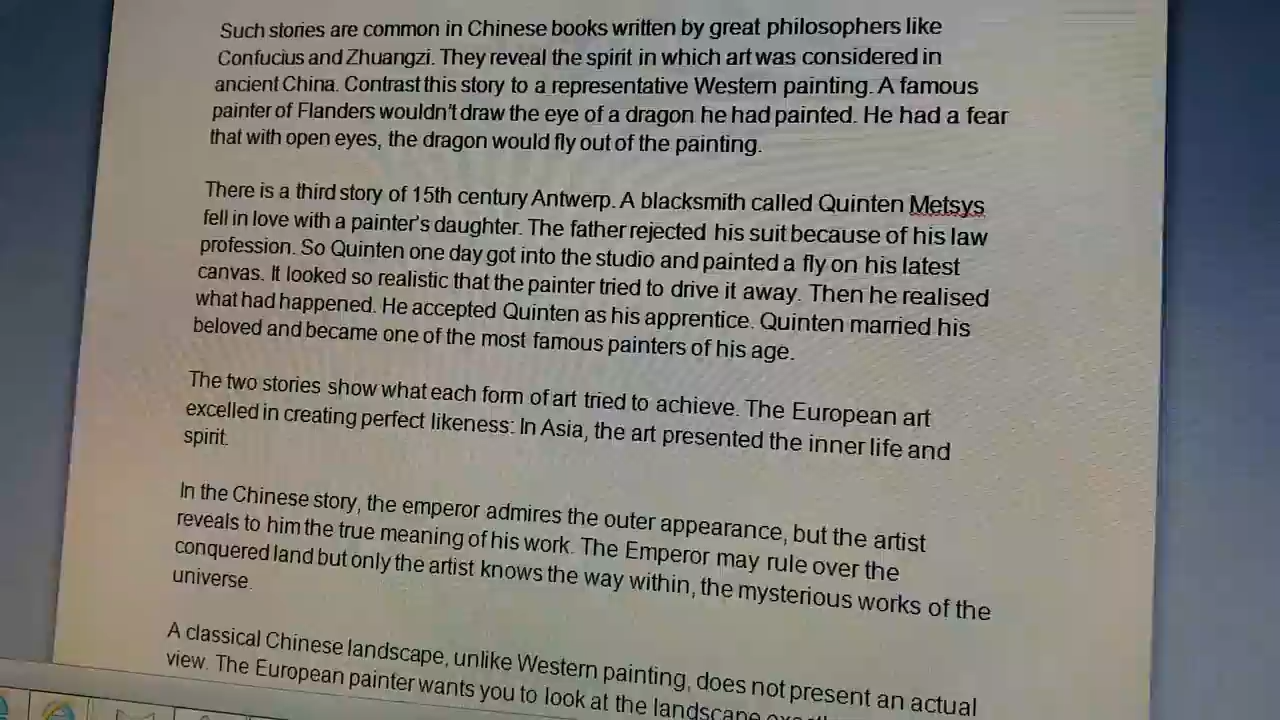 Such stories are common in Chinese books written by great philosophers like
Confucius and Zhuangzi. They reveal the spirit in which art was considered in
ancient China. Contrast this story to a representative Western painting. A famous
painter of Flanders wouldn't draw the eye of a dragon he had painted. He had a fear
that with open eyes, the dragon would fly out of the painting.
There is a third story of 15th century Antwerp. A blacksmith called Quinten Metsys
fell in love with a painter's daughter. The father rejected his suit because of his law
profession. So Quinten one day got into the studio and painted a fly on his latest
canvas. It looked so realistic that the painter tried to drive it away. Then he realised
what had happened. He accepted Quinten as his apprentice. Quinten married his
beloved and became one of the most famous painters of his age.
The two stories show what each form of art tried to achieve. The European art
excelled in creating perfect likeness: In Asia, the art presented the inner life and
spirit.
In the Chinese story, the emperor admires the outer appearance, but the artist
reveals to him the true meaning of his work. The Emperor may rule over the
conquered land but only the artist knows the way within, the mysterious works of the
universe.
A classical Chinese landscape, unlike Western painting, does not present an actual
view. The European painter wants you to look at the landscape